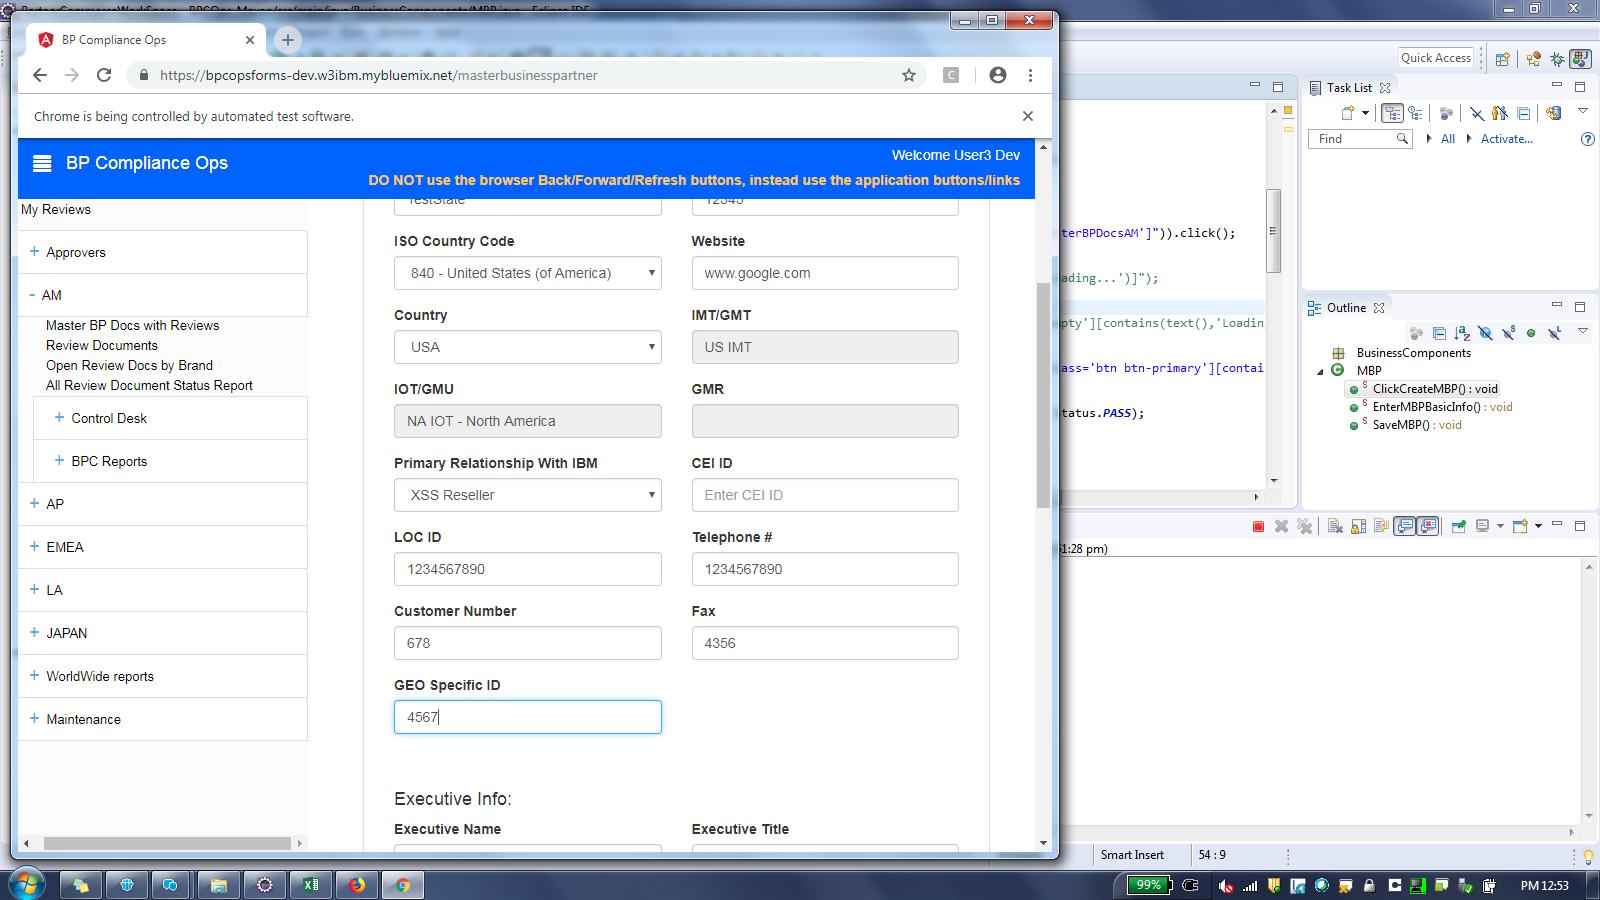 BP Compliance Ops
https://bpcopsforms-dev.w3ibm.mybluemix.net/masterbusinesspartner
Chrome is being controlled by automated test software.
BP Compliance Ops
Welcome User3 Dev
DO NOT use the browser Back/Forward/Refresh buttons, instead use the application buttons/links
My Reviews
Approvers
AM
Master BP Docs with Reviews
Review Documents
Open Review Docs by Brand
All Review Document Status Report
Control Desk
BPC Reports
AP
EMEA
LA
JAPAN
WorldWide reports
Maintenance
TestState
12345
ISO Country Code
Website
840 - United States (of America)
www.google.com
Country
IMT/GMT
USA
US IMT
IOT/GMU
GMR
NA IOT - North America
Primary Relationship With IBM
CEI ID
XSS Reseller
Enter CEI ID
LOC ID
Telephone #
1234567890
1234567890
Customer Number
Fax
678
4356
GEO Specific ID
4567
Executive Info:
Executive Name
Executive Title
Quick Access
terBPDocsAM']")).click();
ading...')]");
pty'][contains(text(),'Loadin
ass='btn btn-primary'][contai
tatus.PASS);
Task List
Find
All
Activate...
Outline
BusinessComponents
MBP
ClickCreateMBP() : void
EnterMBPBasicInfo() : void
SaveMBP() : void
51:28 pm)
Smart Insert
54 : 9
99%
PM 12:53